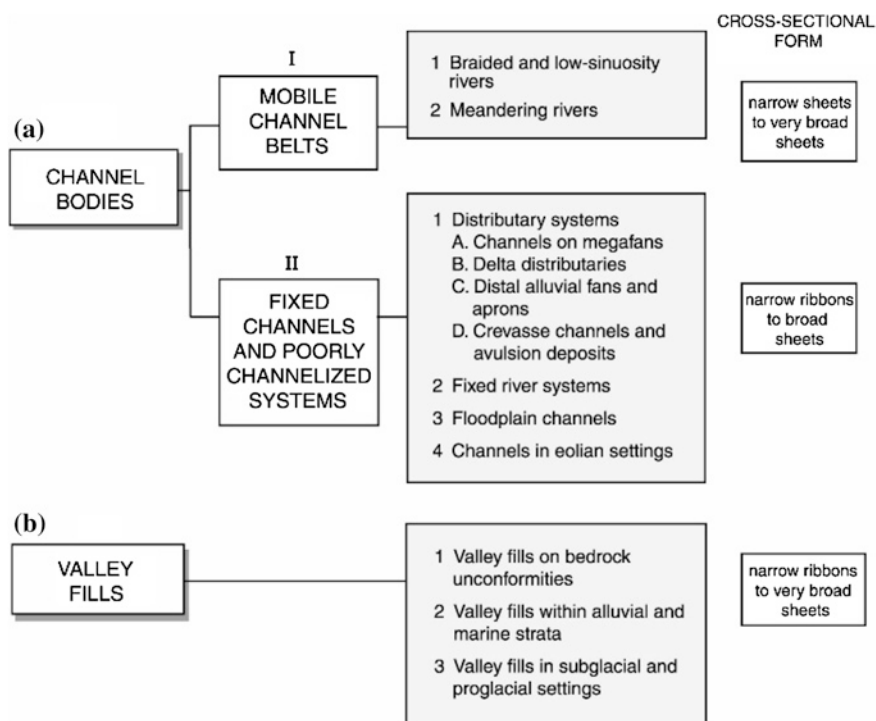 CROSS-SECTIONAL
FORM
(a)
CHANNEL
BODIES
I
MOBILE
CHANNEL
BELTS
1 Braided and low-sinuosity
rivers
2 Meandering rivers
narrow sheets
to very broad
sheets
II
FIXED
CHANNELS
AND POORLY
CHANNELIZED
SYSTEMS
1 Distributary systems
A. Channels on megafans
B. Delta distributaries
C. Distal alluvial fans and
aprons
D. Crevasse channels and
avulsion deposits
2 Fixed river systems
3 Floodplain channels
4 Channels in eolian settings
narrow ribbons
to broad
sheets
(b)
VALLEY
FILLS
1 Valley fills on bedrock
unconformities
2 Valley fills within alluvial and
marine strata
3 Valley fills in subglacial and
proglacial settings
narrow ribbons
to very broad
sheets